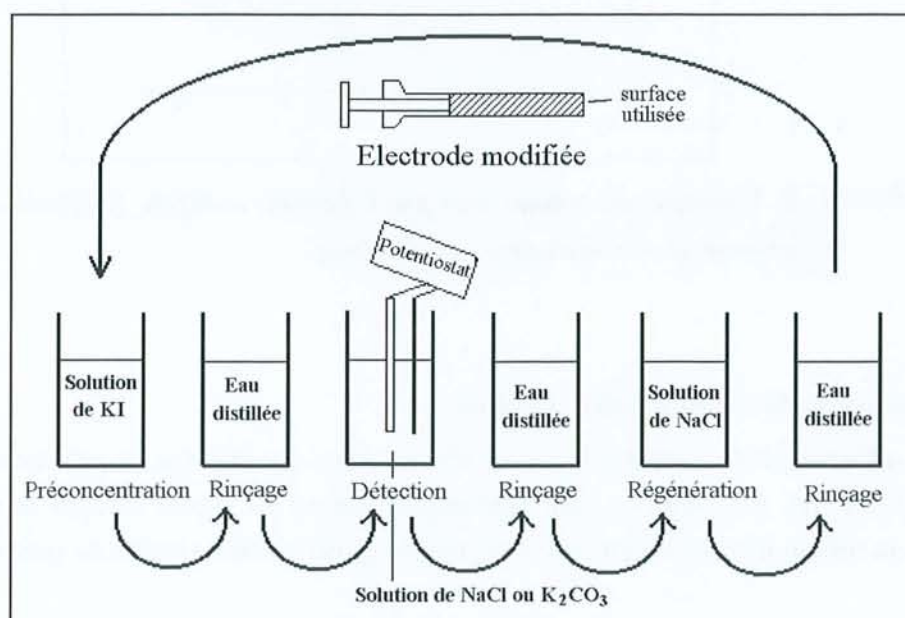 surface
utilisée
Electrode modifiée
Potentiostat
Solution
de KI
Eau
distillée
Eau
distillée
Solution
de NaCl
Eau
distillée
Préconcentration
Rinçage
Détection
Rinçage
Régénération
Rinçage
Solution de NaCl ou K₂CO₃